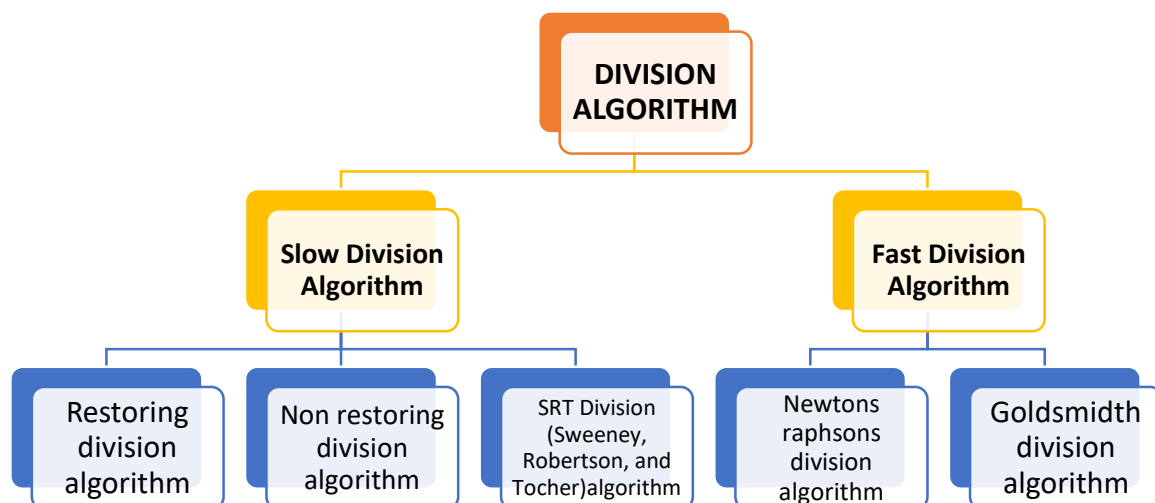 DIVISION
ALGORITHM
Slow Division
Algorithm
Fast Division
Algorithm
Restoring
division
algorithm
Non restoring
division
algorithm
SRT Division
(Sweeney,
Robertson, and
Tocher)algorithm
Newtons
raphsons
division
algorithm
Goldsmidth
division
algorithm